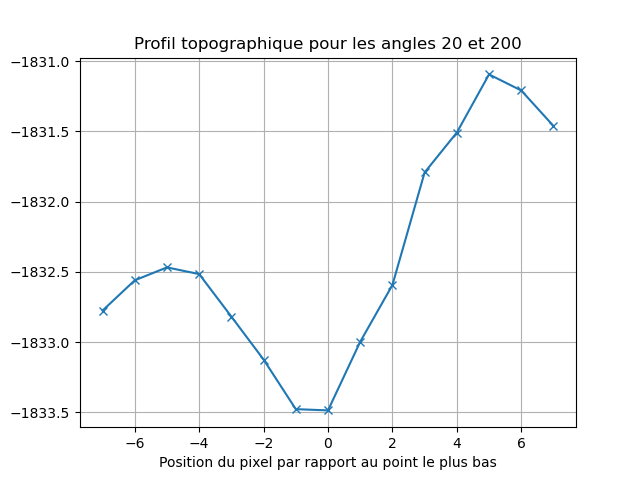 Profil topographique pour les angles 20 et 200
−1831.0
−1831.5
−1832.0
−1832.5
−1833.0
−1833.5
−6 −4 −2 0 2 4 6
Position du pixel par rapport au point le plus bas